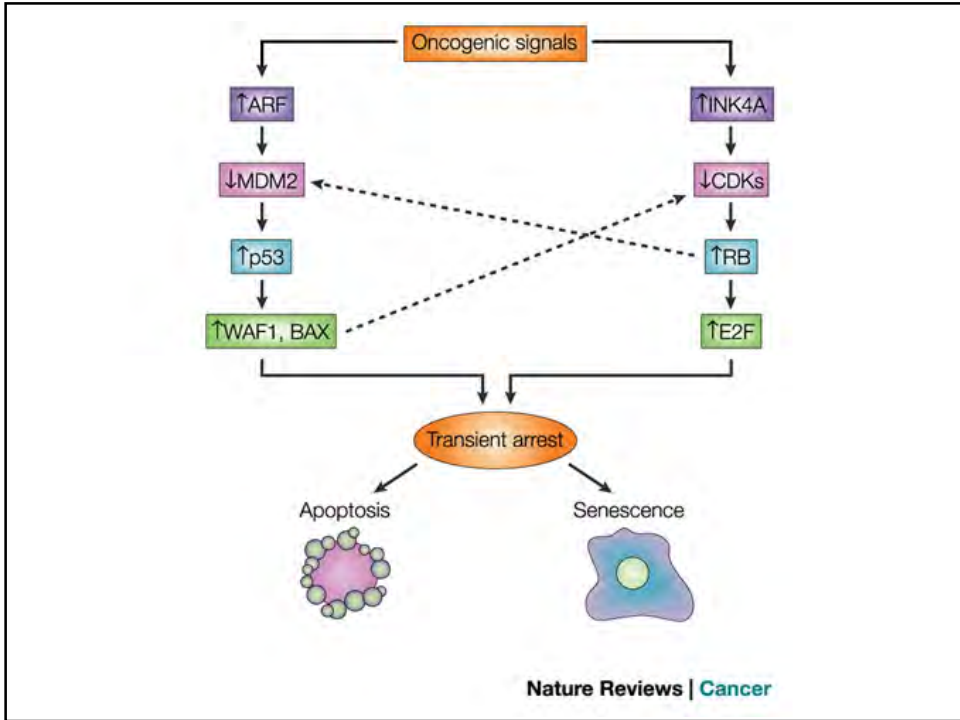 Oncogenic signals
↑ARF
↑INK4A
↓MDM2
↓CDKs
↑p53
↑RB
↑WAF1, BAX
↑E2F
Transient arrest
Apoptosis
Senescence
Nature Reviews | Cancer